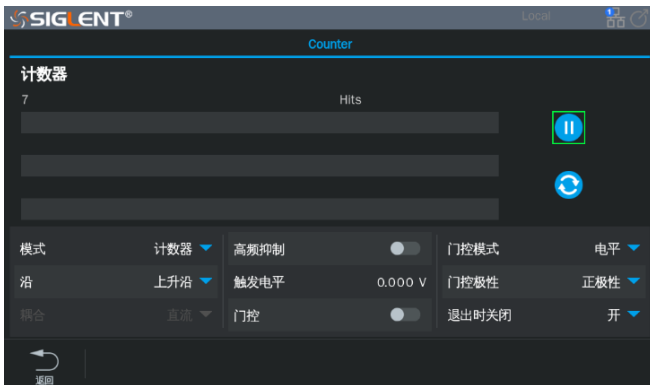 SIGLENT® Local 1
Counter
计数器
7 Hits
模式 计数器 高频抑制 门控模式 电平
沿 上升沿 触发电平 0.000 V 门控极性 正极性
耦合 直流 门控 退出时关闭 开
返回